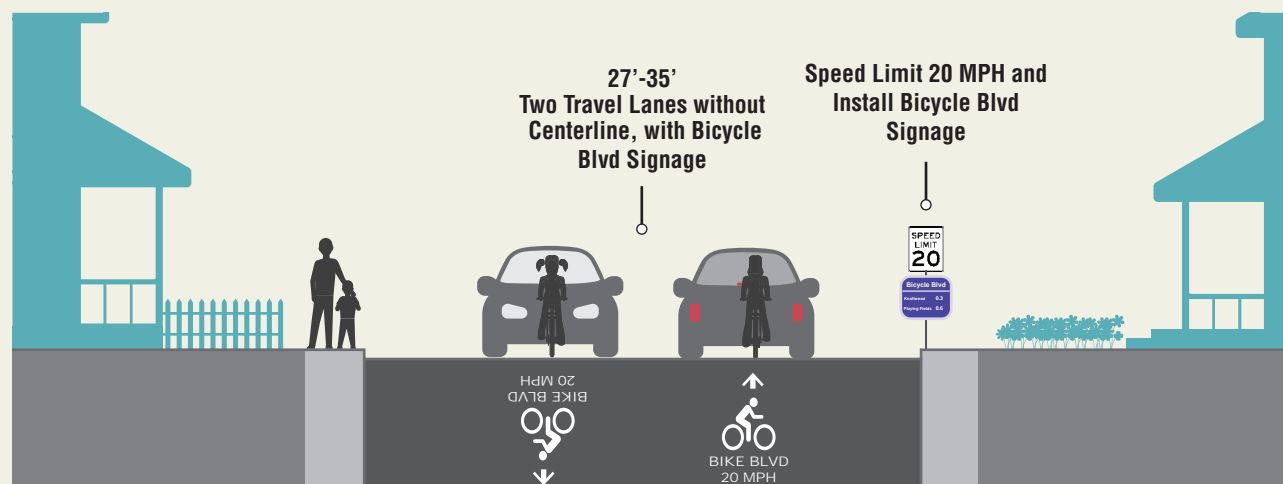 27’-35’
Two Travel Lanes without
Centerline, with Bicycle
Blvd Signage
Speed Limit 20 MPH and
Install Bicycle Blvd
Signage
SPEED
LIMIT
20
Bicycle Blvd
0.3
Playing Fields 0.6
BIKE BLVD
20 MPH
BIKE BLVD
20 MPH